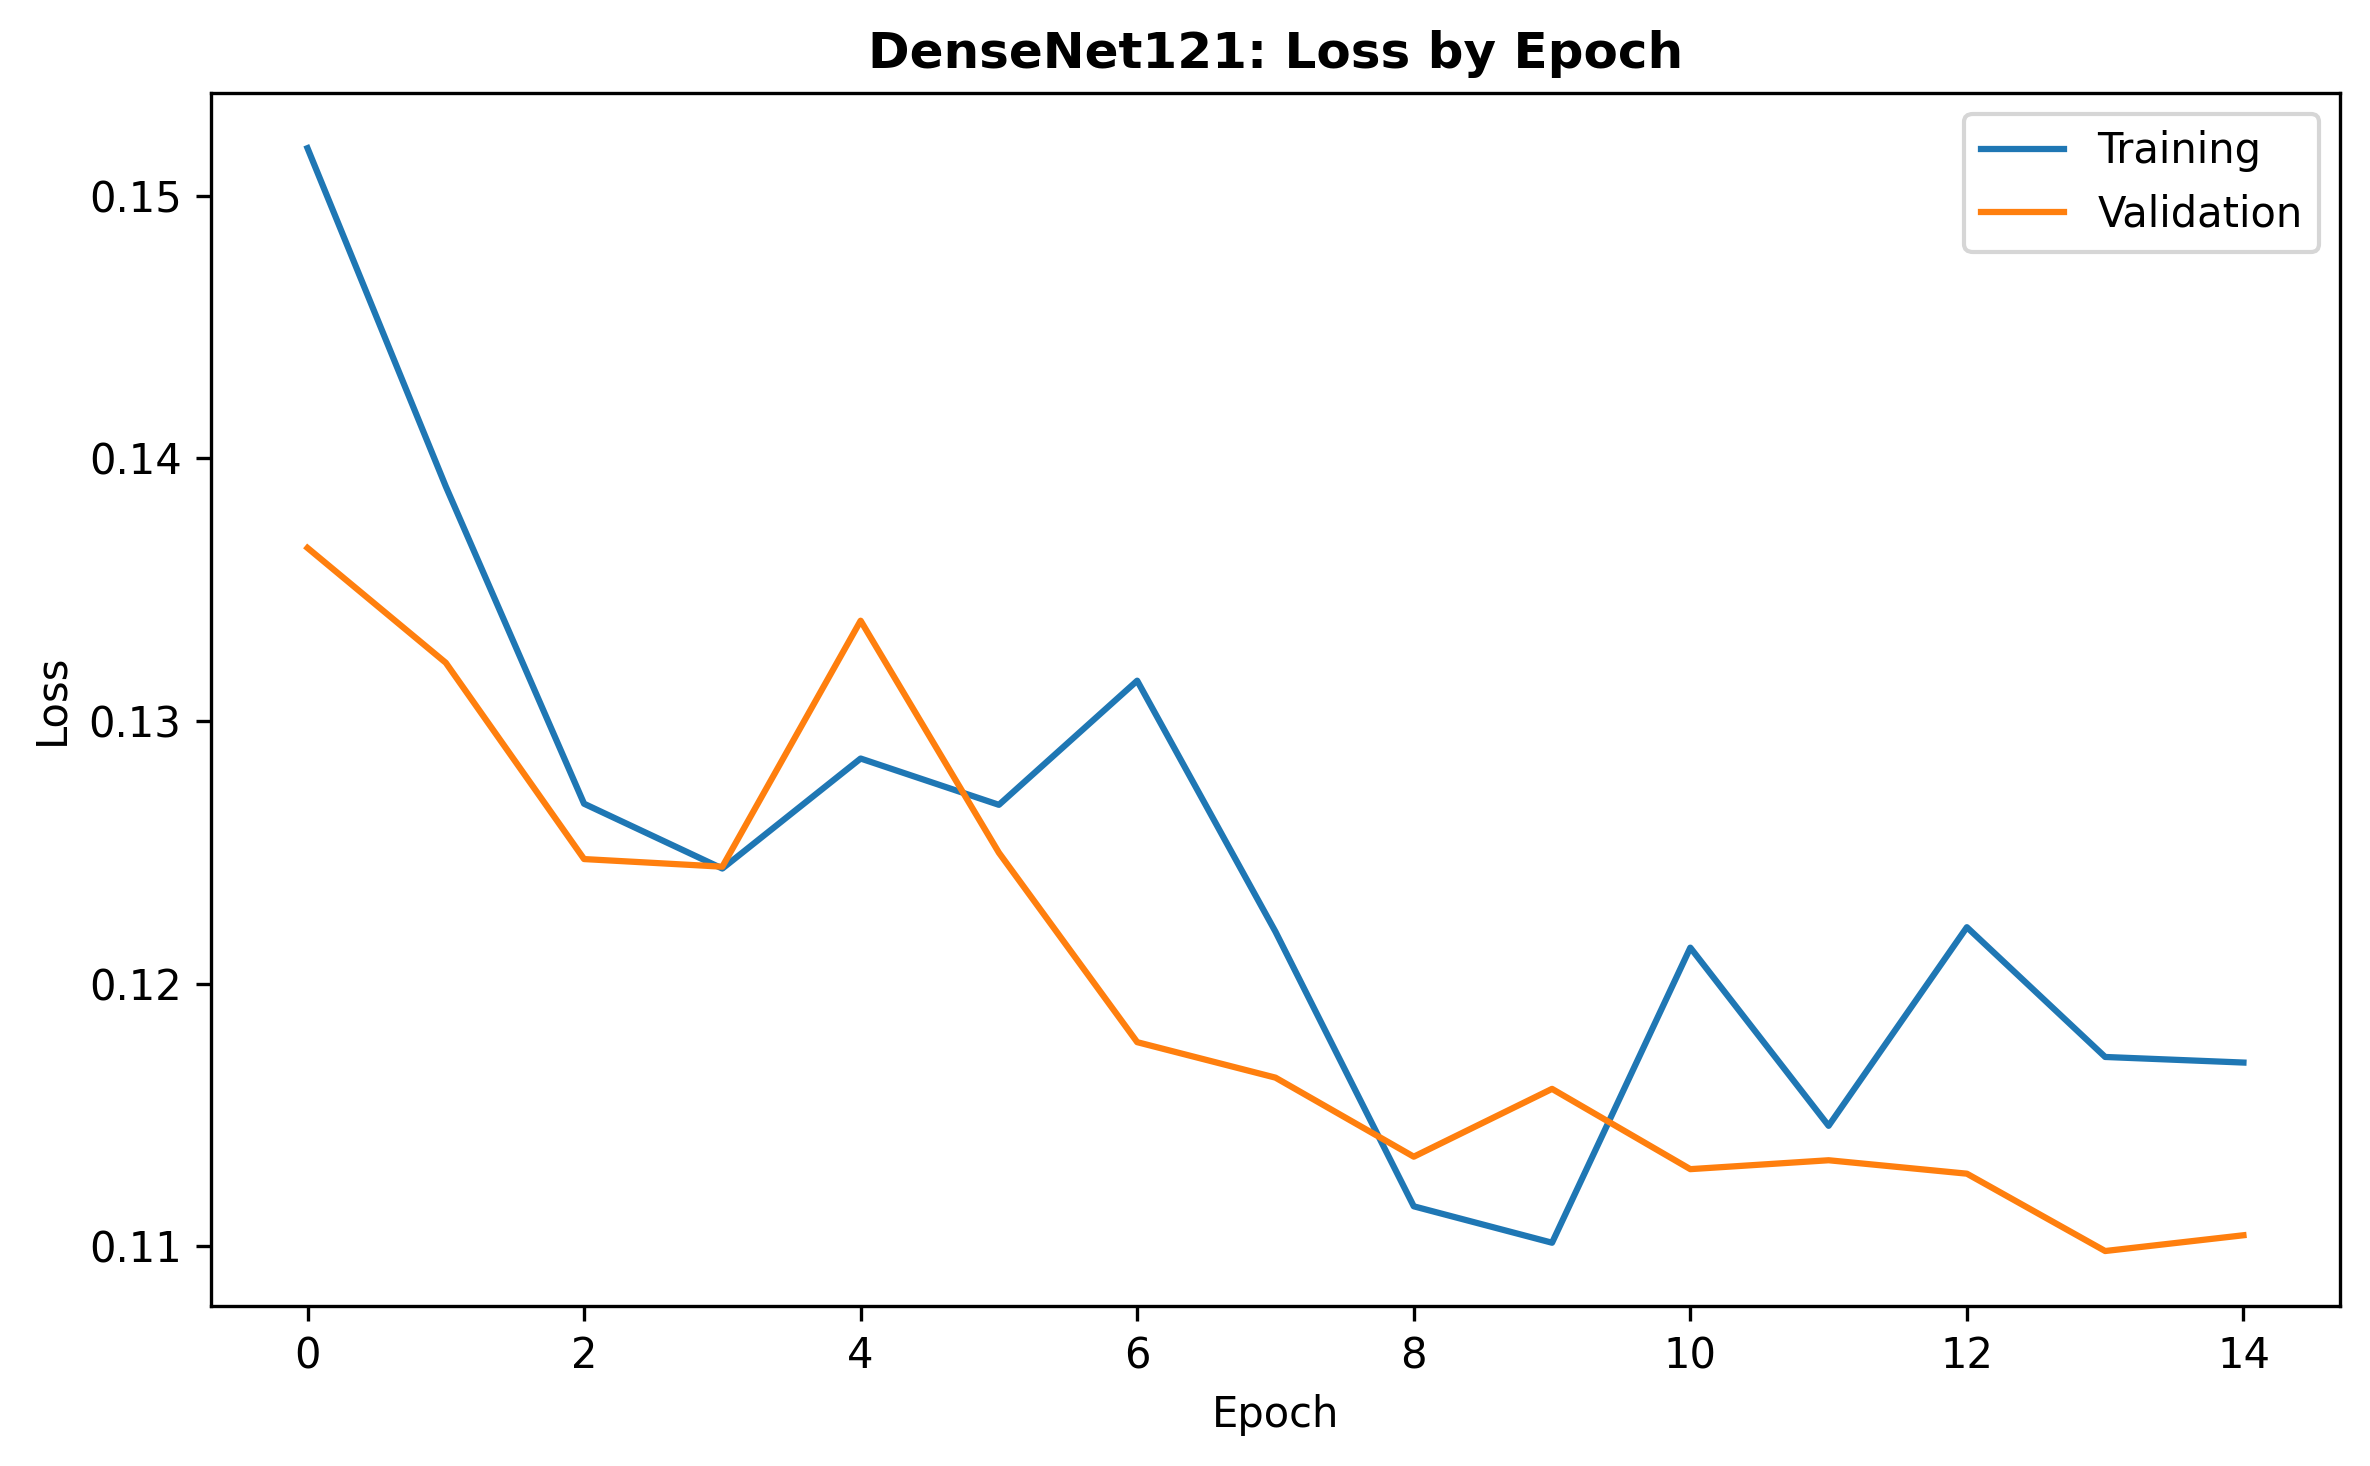 DenseNet121: Loss by Epoch
Training
Validation
0.15
0.14
0.13
0.12
0.11
Loss
0 2 4 6 8 10 12 14
Epoch